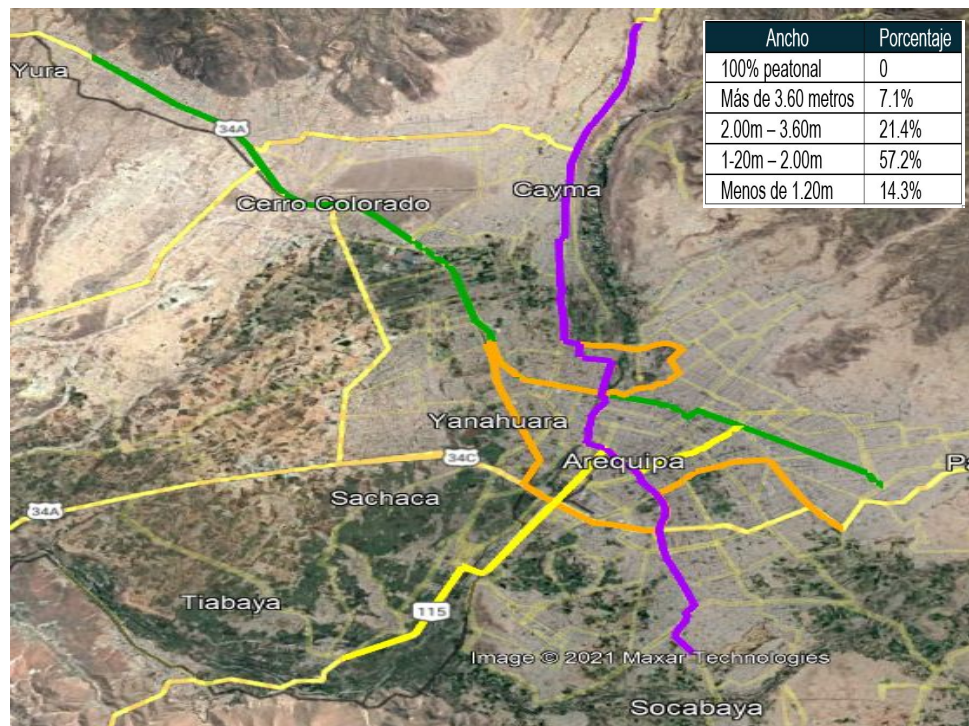 Ancho Porcentaje
100% peatonal 0
Más de 3.60 metros 7.1%
2.00m – 3.60m 21.4%
1-20m – 2.00m 57.2%
Menos de 1.20m 14.3%
Yura
34A
Cayma
Cerro Colorado
Yanahuara
Arequipa
Pa
34C
Sachaca
34A
Tiabaya
115
Image © 2021 Maxar Technologies
Socabaya